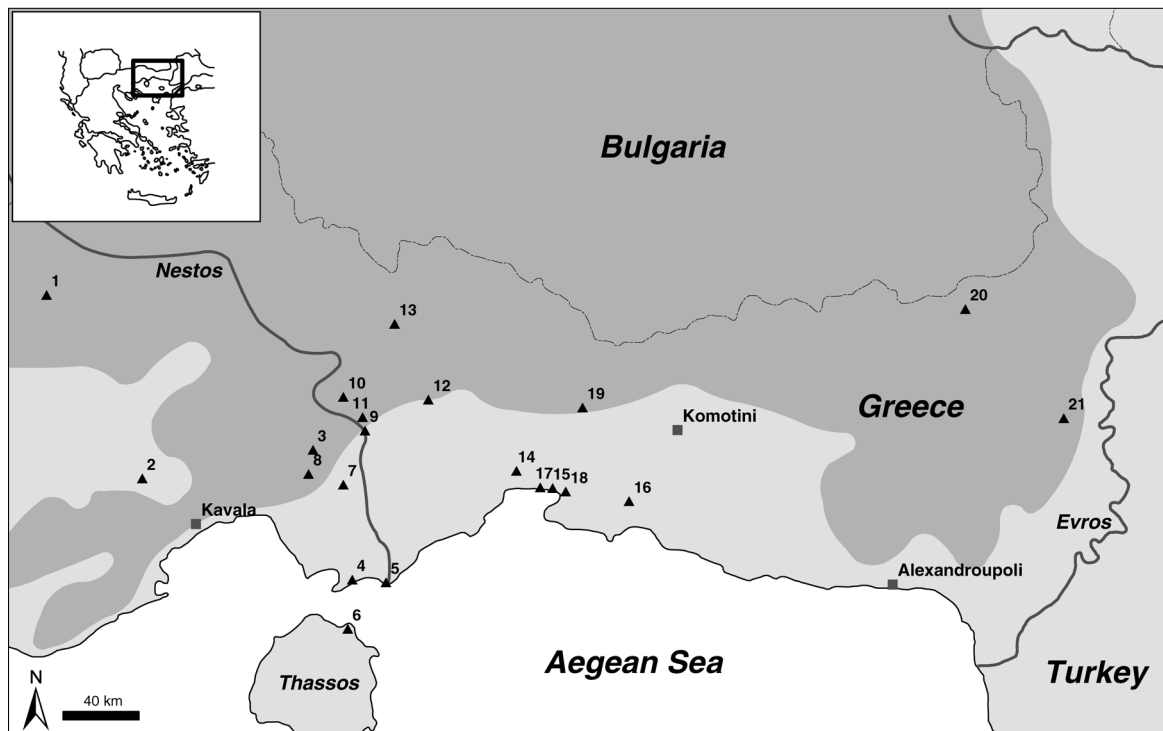 Bulgaria
Nestos
1
20
13
10
12
19
11
9
Greece
21
Komotini
3
2
8
7
14
17
15
18
16
Kavala
Evros
4
5
Alexandroupoli
6
Aegean Sea
Thassos
Turkey
N
40 km